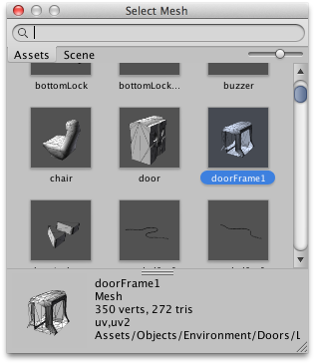 Select Mesh
Assets Scene
bottomLock bottomLock... buzzer
chair door doorFrame1
doorFrame1
Mesh
350 verts, 272 tris
uv,uv2
Assets/Objects/Environment/Doors/L